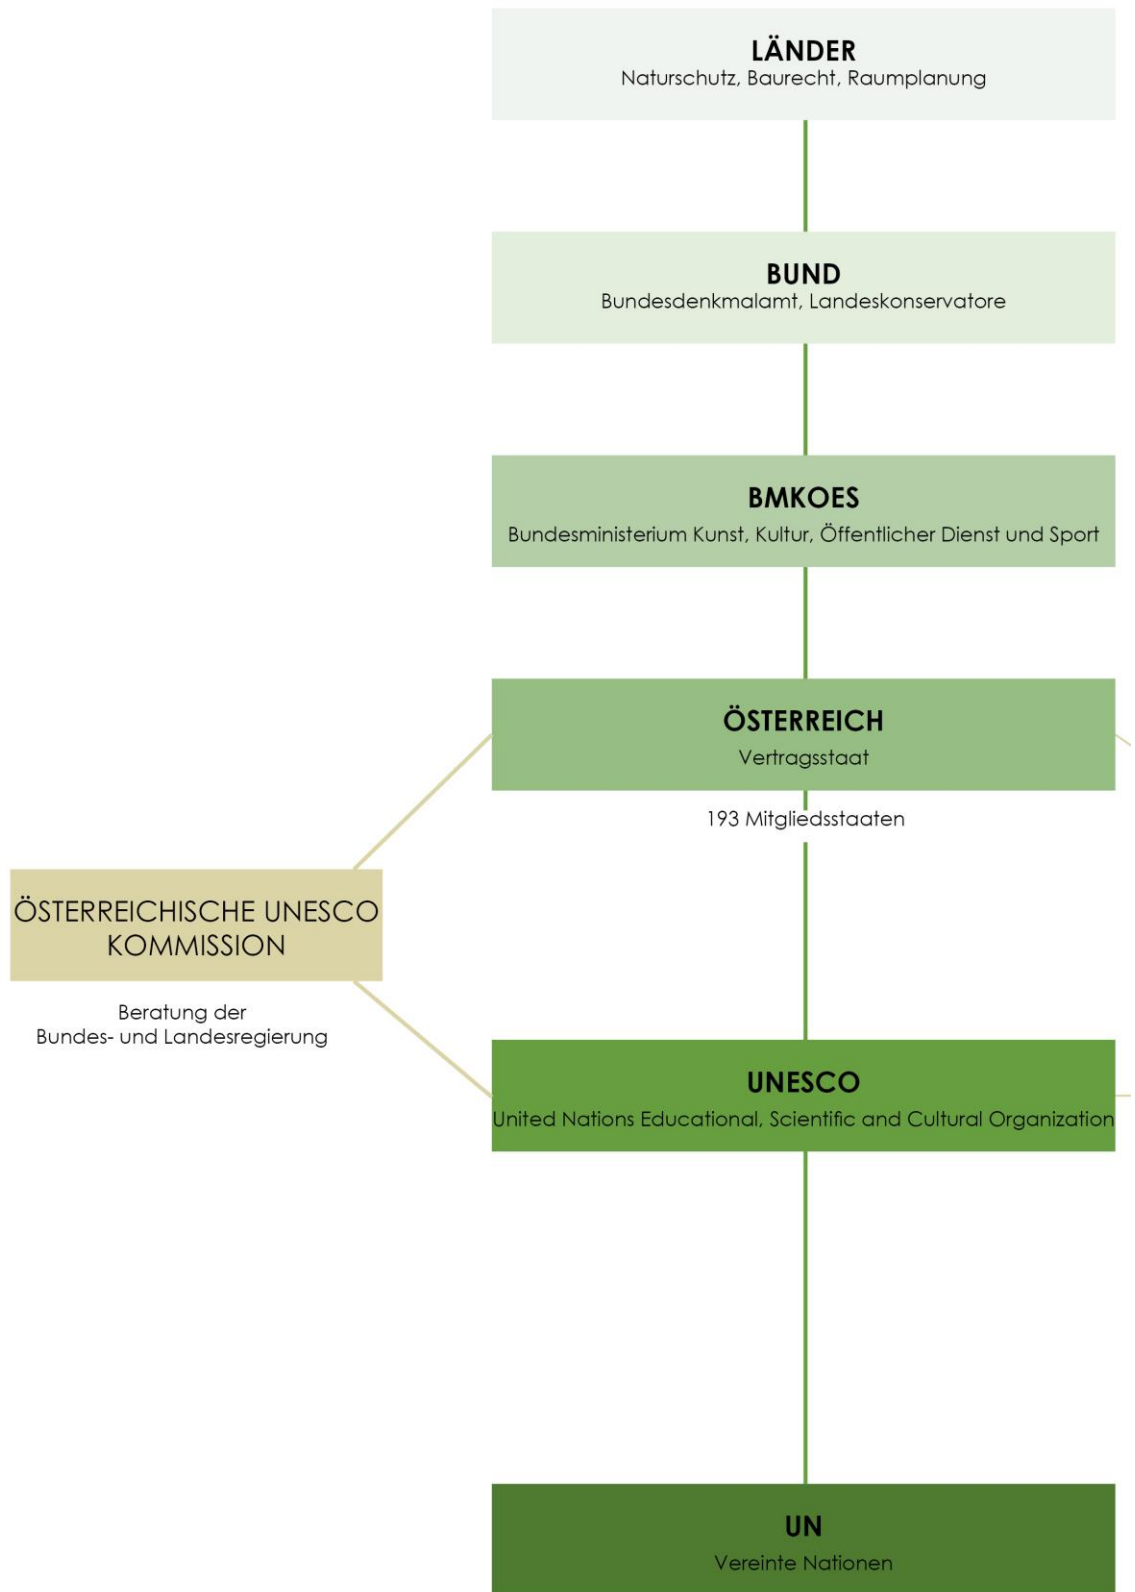 LÄNDER
Naturschutz, Baurecht, Raumplanung
BUND
Bundesdenkmalamt, Landeskonservatore
BMKOES
Bundesministerium Kunst, Kultur, Öffentlicher Dienst und Sport
ÖSTERREICH
Vertragsstaat
193 Mitgliedsstaaten
ÖSTERREICHISCHE UNESCO
KOMMISSION
Beratung der
Bundes- und Landesregierung
UNESCO
United Nations Educational, Scientific and Cultural Organization
UN
Vereinte Nationen